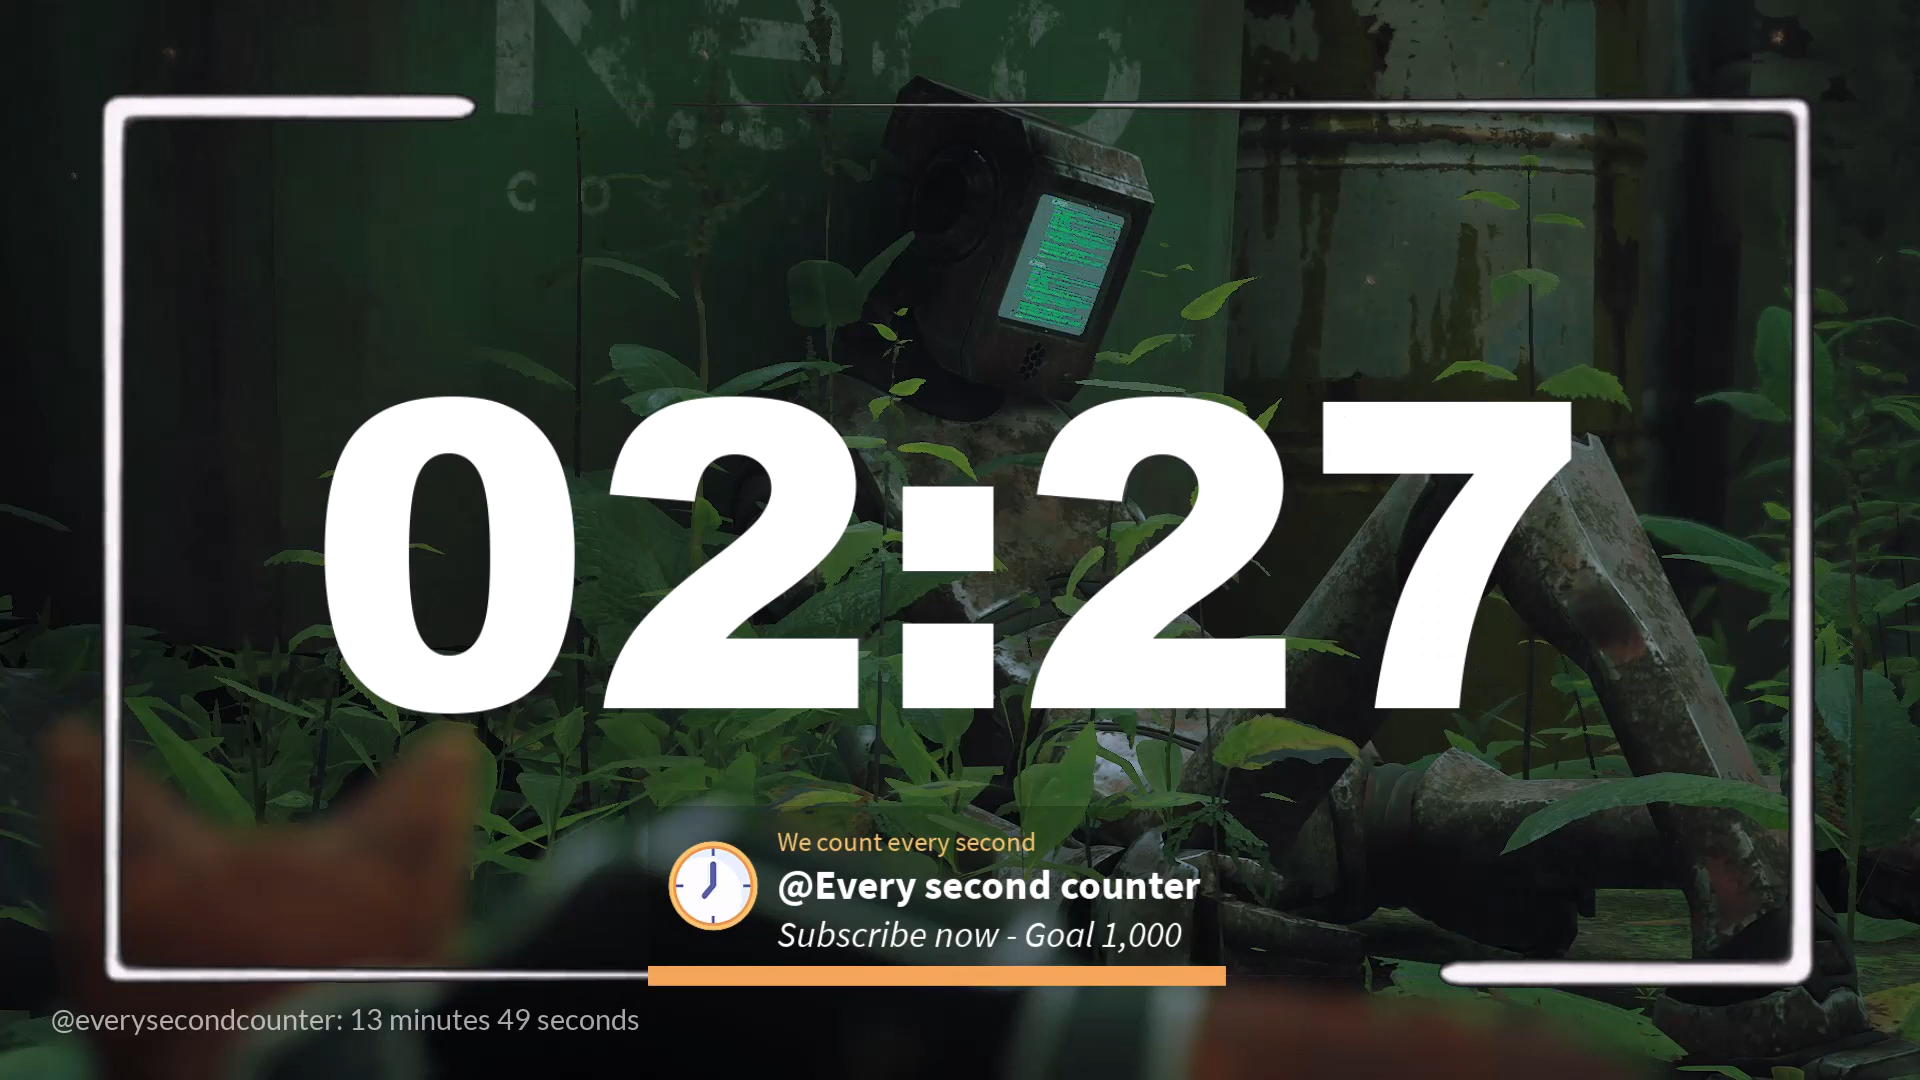 02:27
We count every second
@Every second counter
Subscribe now - Goal 1,000
@everysecondcounter: 13 minutes 49 seconds